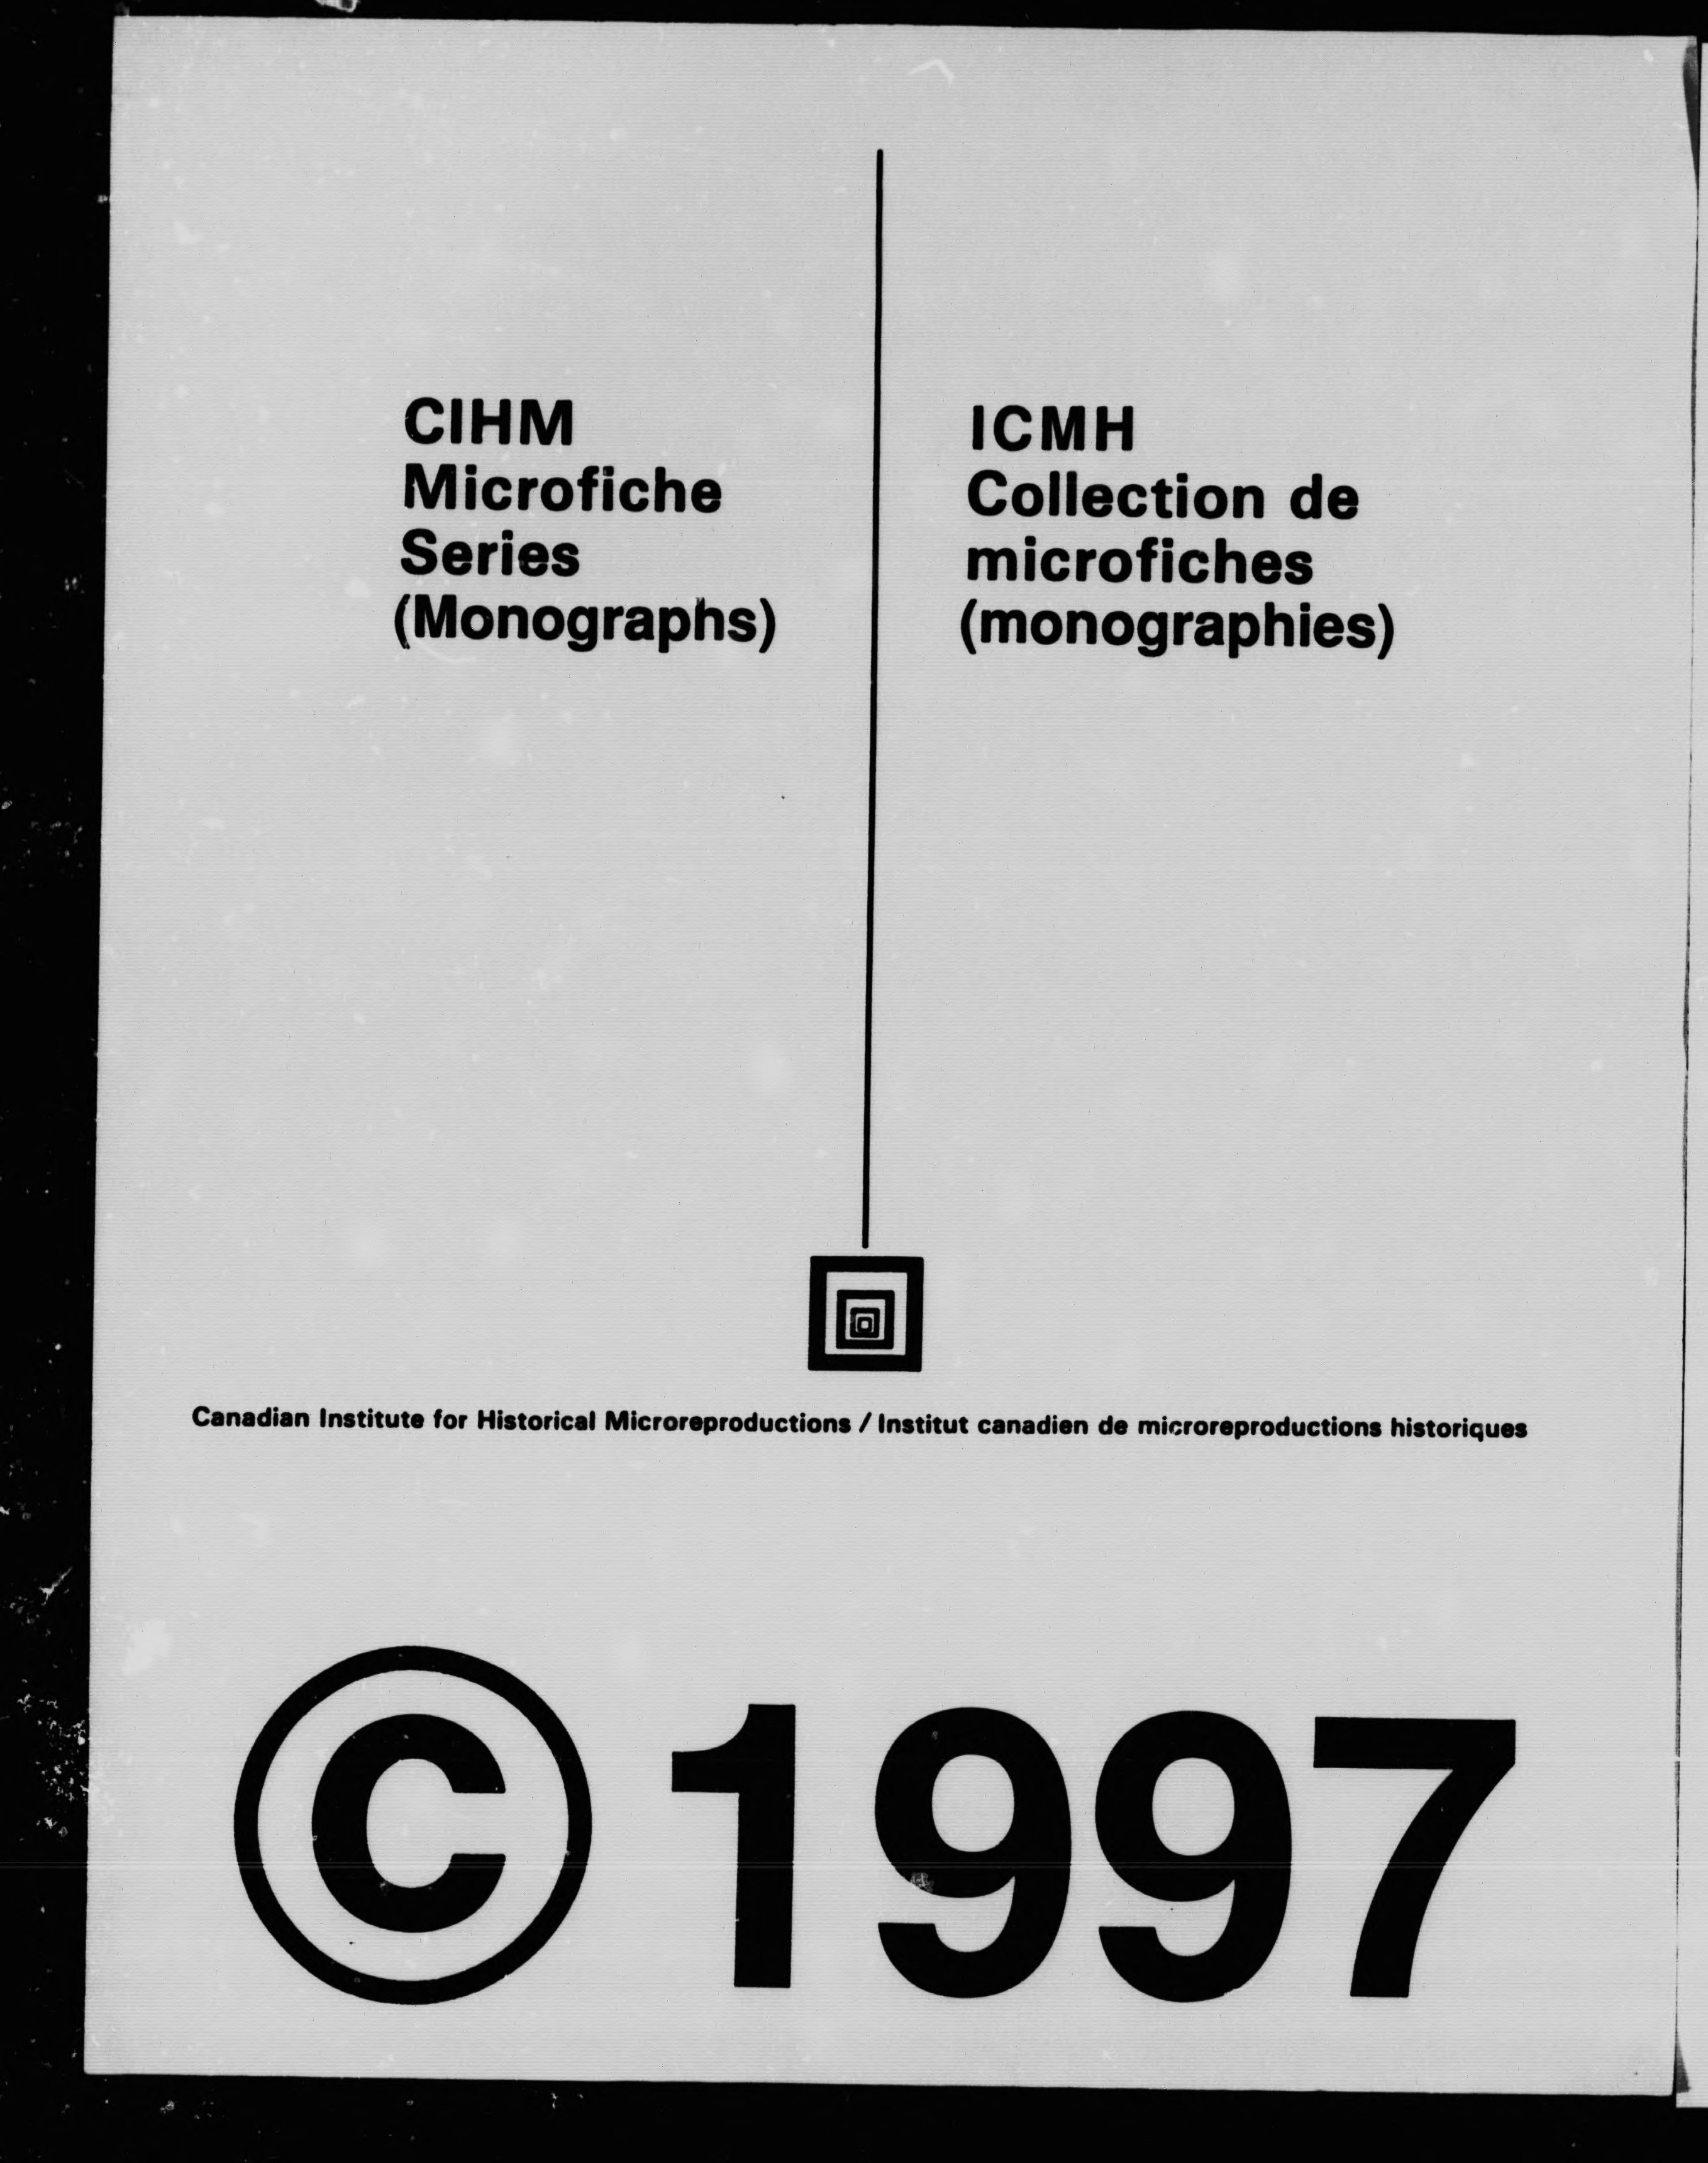 CIHM
Microfiche
Series
(Monographs)
ICMH
Collection de
microfiches
(monographies)
Canadian Institute for Historical Microreproductions / Institut canadien de microreproductions historiques
© 1997